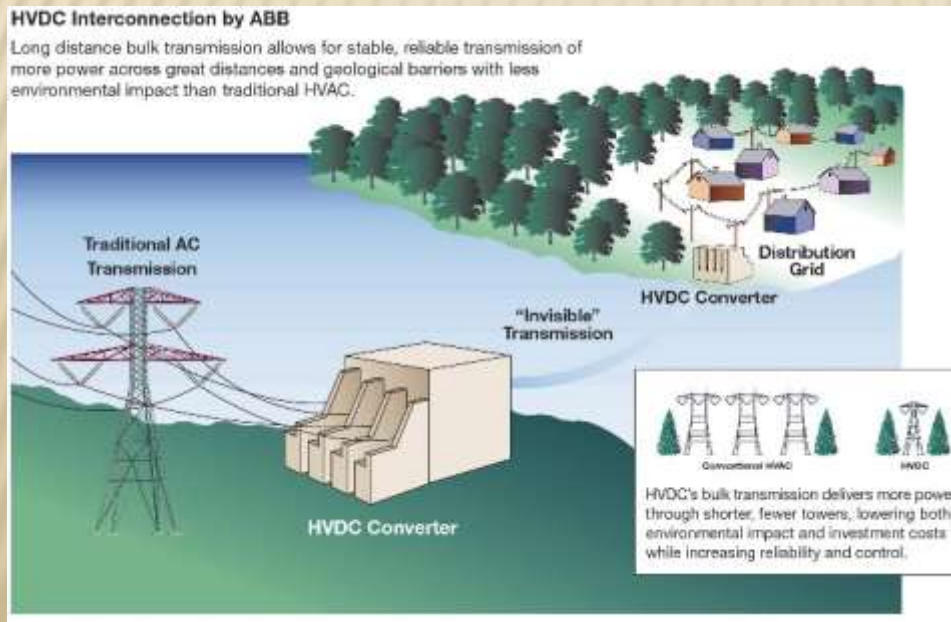 HVDC Interconnection by ABB
Long distance bulk transmission allows for stable, reliable transmission of
more power across great distances and geological barriers with less
environmental impact than traditional HVAC.
Traditional AC
Transmission
Distribution
Grid
HVDC Converter
"Invisible"
Transmission
HVDC Converter
Conventional HVAC
HVDC
HVDC's bulk transmission delivers more powe
through shorter, fewer towers, lowering both
environmental impact and investment costs
while increasing reliability and control.